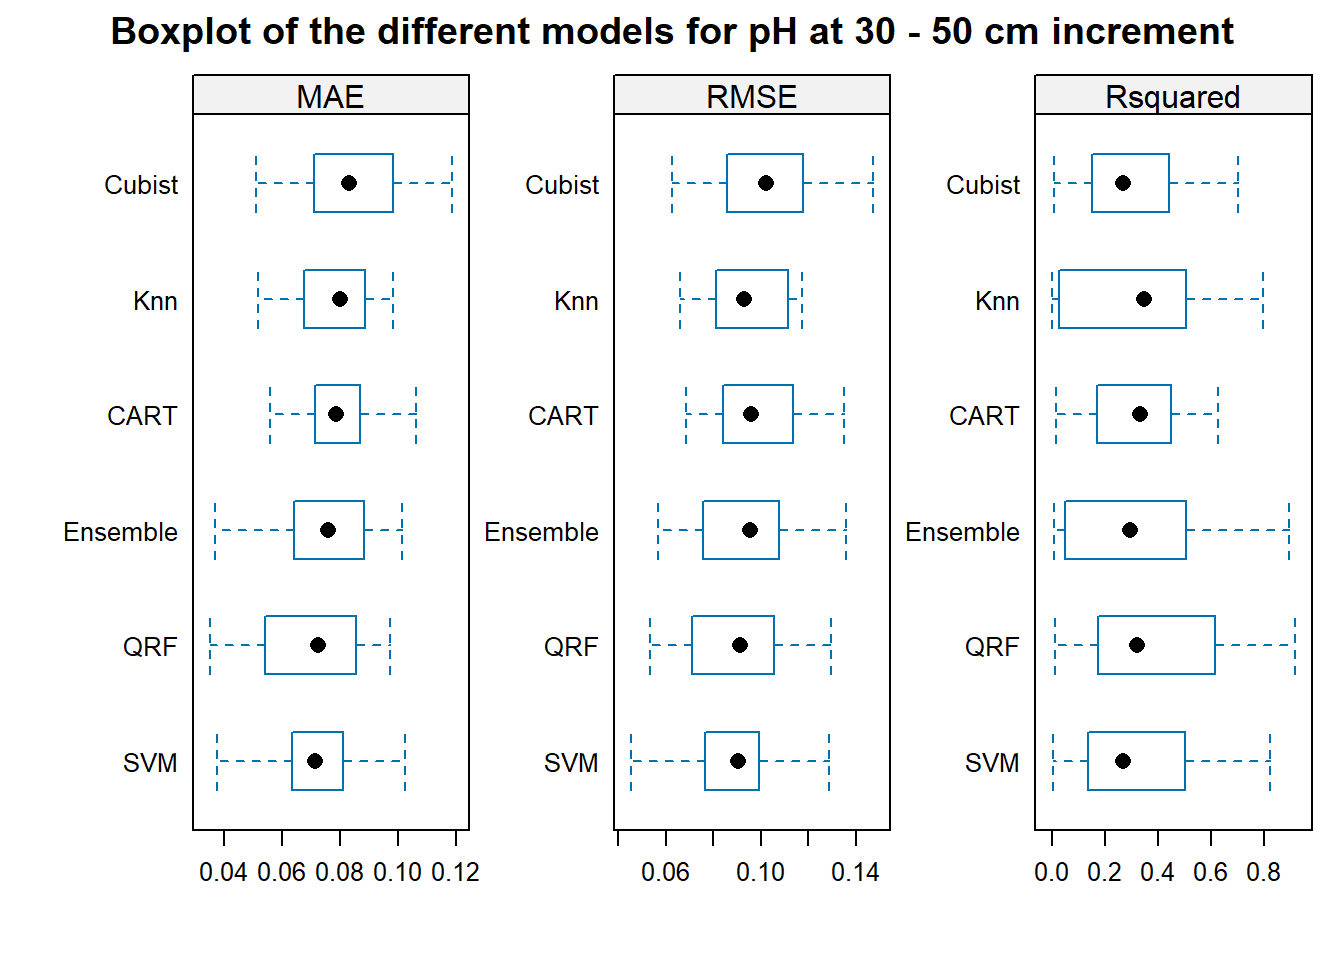 Boxplot of the different models for pH at 30 - 50 cm increment
MAE
Cubist
Knn
CART
Ensemble
QRF
SVM
0.04 0.06 0.08 0.10 0.12
RMSE
Cubist
Knn
CART
Ensemble
QRF
SVM
0.06 0.10 0.14
Rsquared
Cubist
Knn
CART
Ensemble
QRF
SVM
0.0 0.2 0.4 0.6 0.8